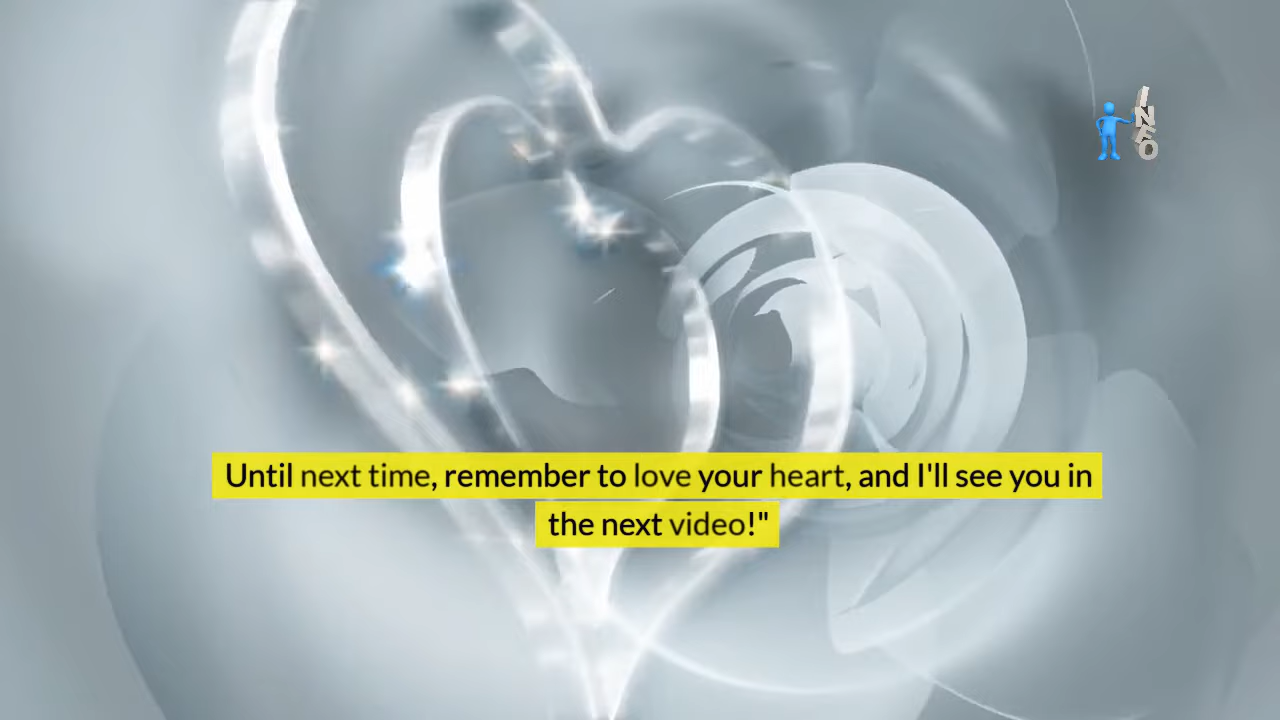 INFO
Until next time, remember to love your heart, and I'll see you in
the next video!"